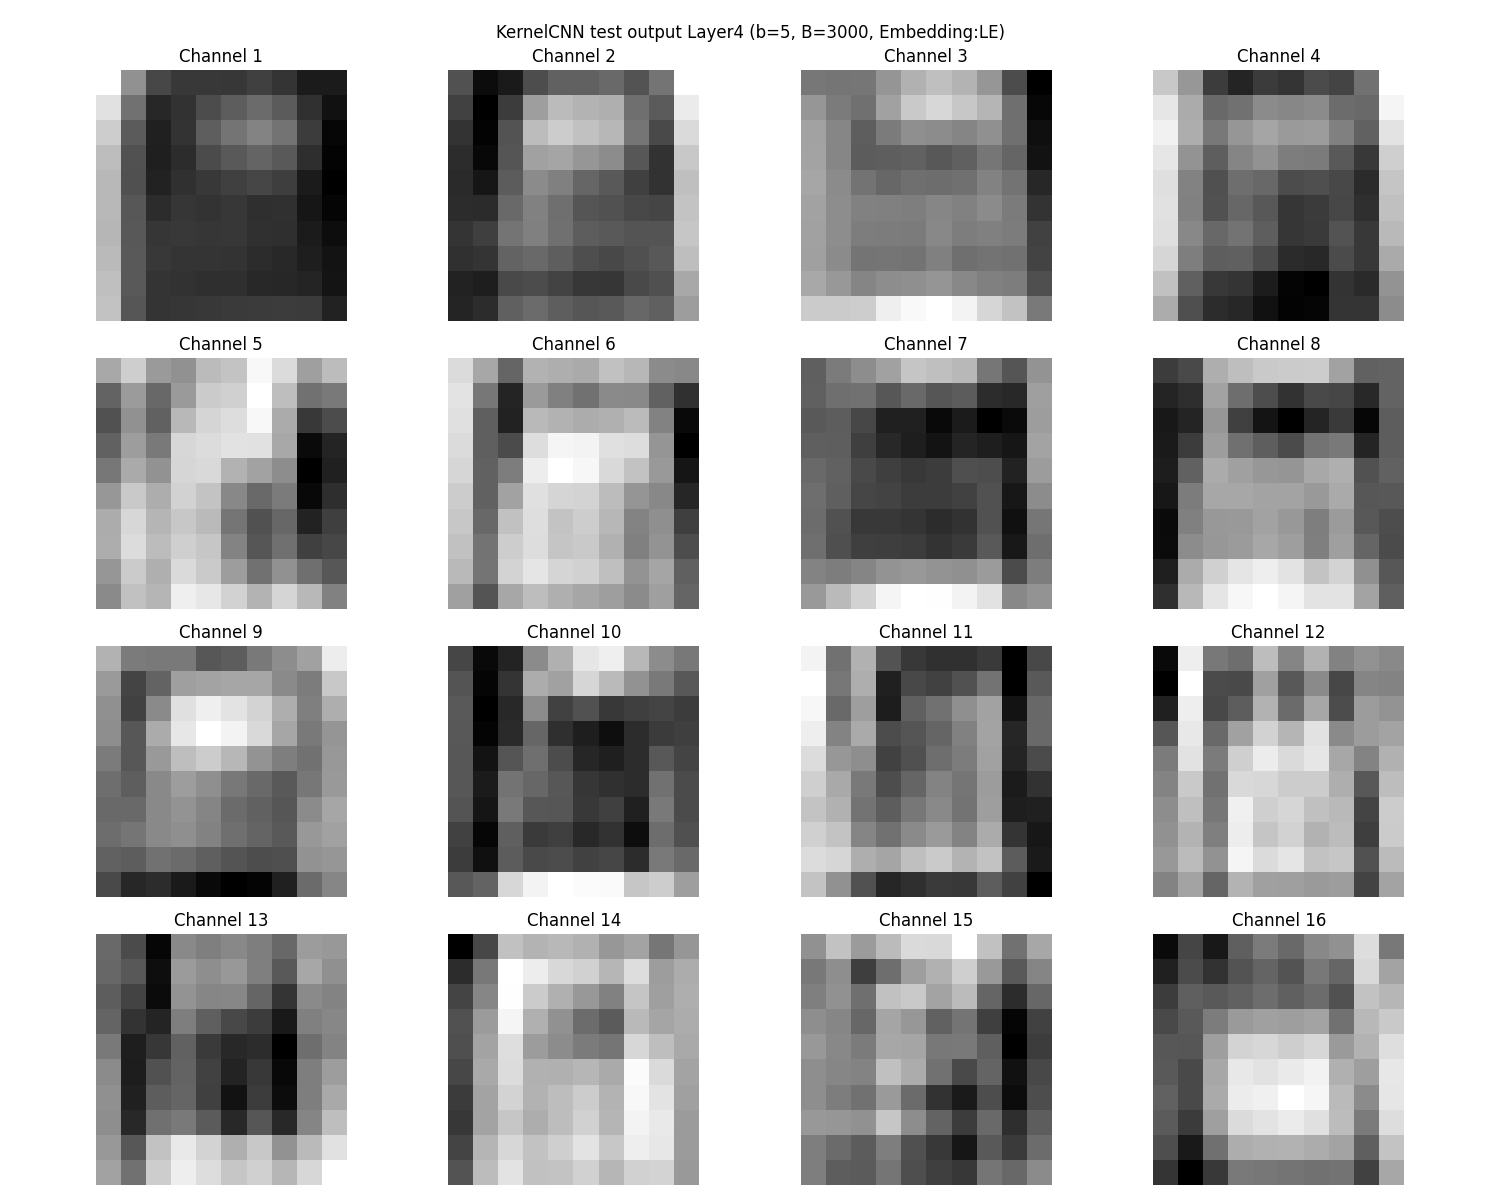 KernelCNN test output Layer4 (b=5, B=3000, Embedding:LE)
Channel 1
Channel 2
Channel 3
Channel 4
Channel 5
Channel 6
Channel 7
Channel 8
Channel 9
Channel 10
Channel 11
Channel 12
Channel 13
Channel 14
Channel 15
Channel 16